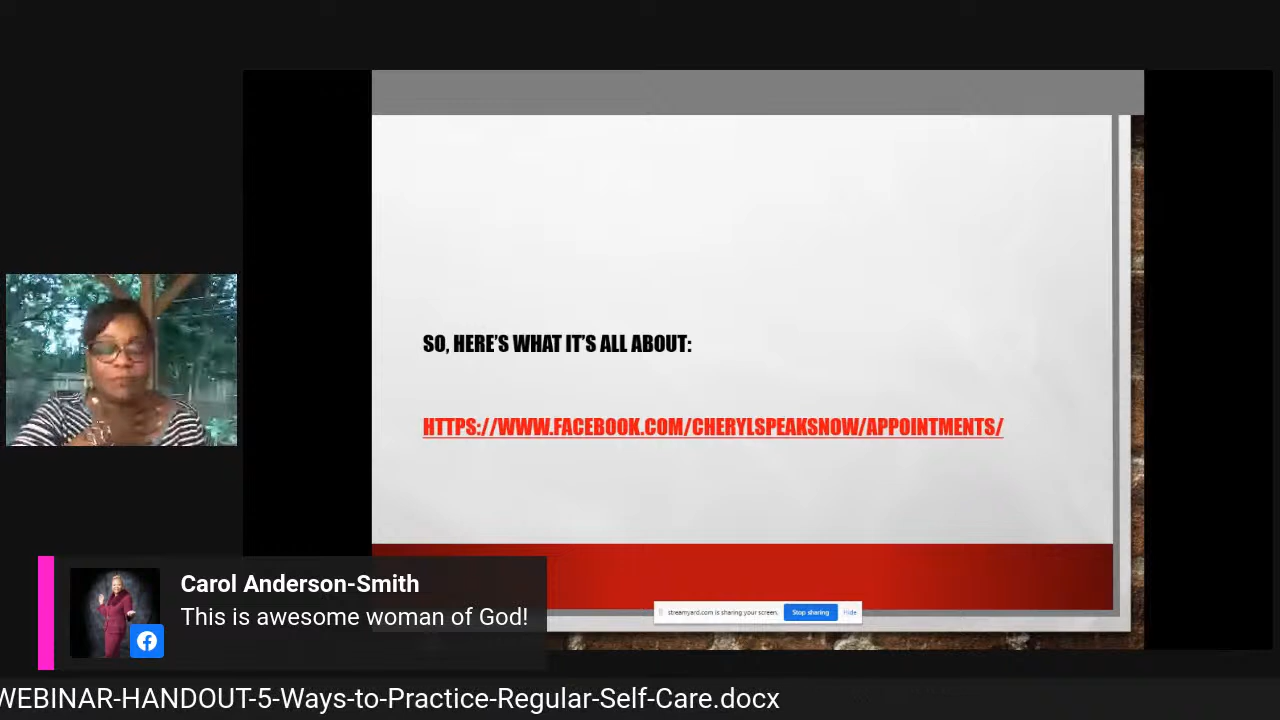 SO, HERE'S WHAT IT'S ALL ABOUT:
HTTPS://WWW.FACEBOOK.COM/CHERYLSPEAKSNOW/APPOINTMENTS/
Carol Anderson-Smith
This is awesome woman of God!
streamyard.com is sharing your screen. Stop sharing Hide
WEBINAR-HANDOUT-5-Ways-to-Practice-Regular-Self-Care.docx